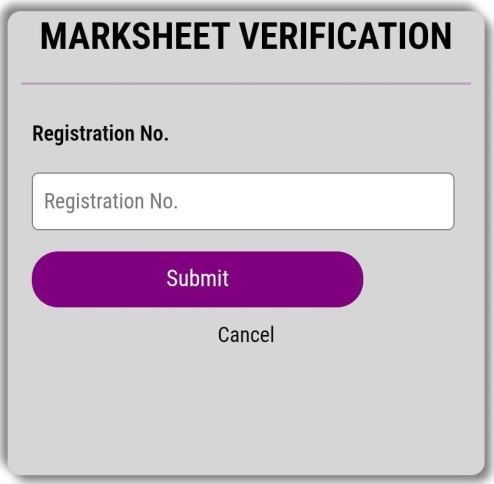 MARKSHEET VERIFICATION
Registration No.
Registration No.
Submit
Cancel